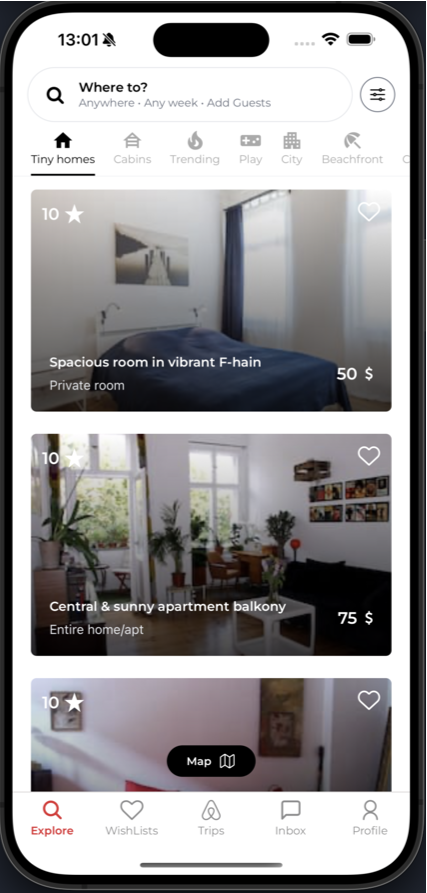 13:01
Where to?
Anywhere • Any week • Add Guests
Tiny homes Cabins Trending Play City Beachfront
10
Spacious room in vibrant F-hain
Private room
50 $
10
Central & sunny apartment balkony
Entire home/apt
75 $
10
Map
Explore WishLists Trips Inbox Profile